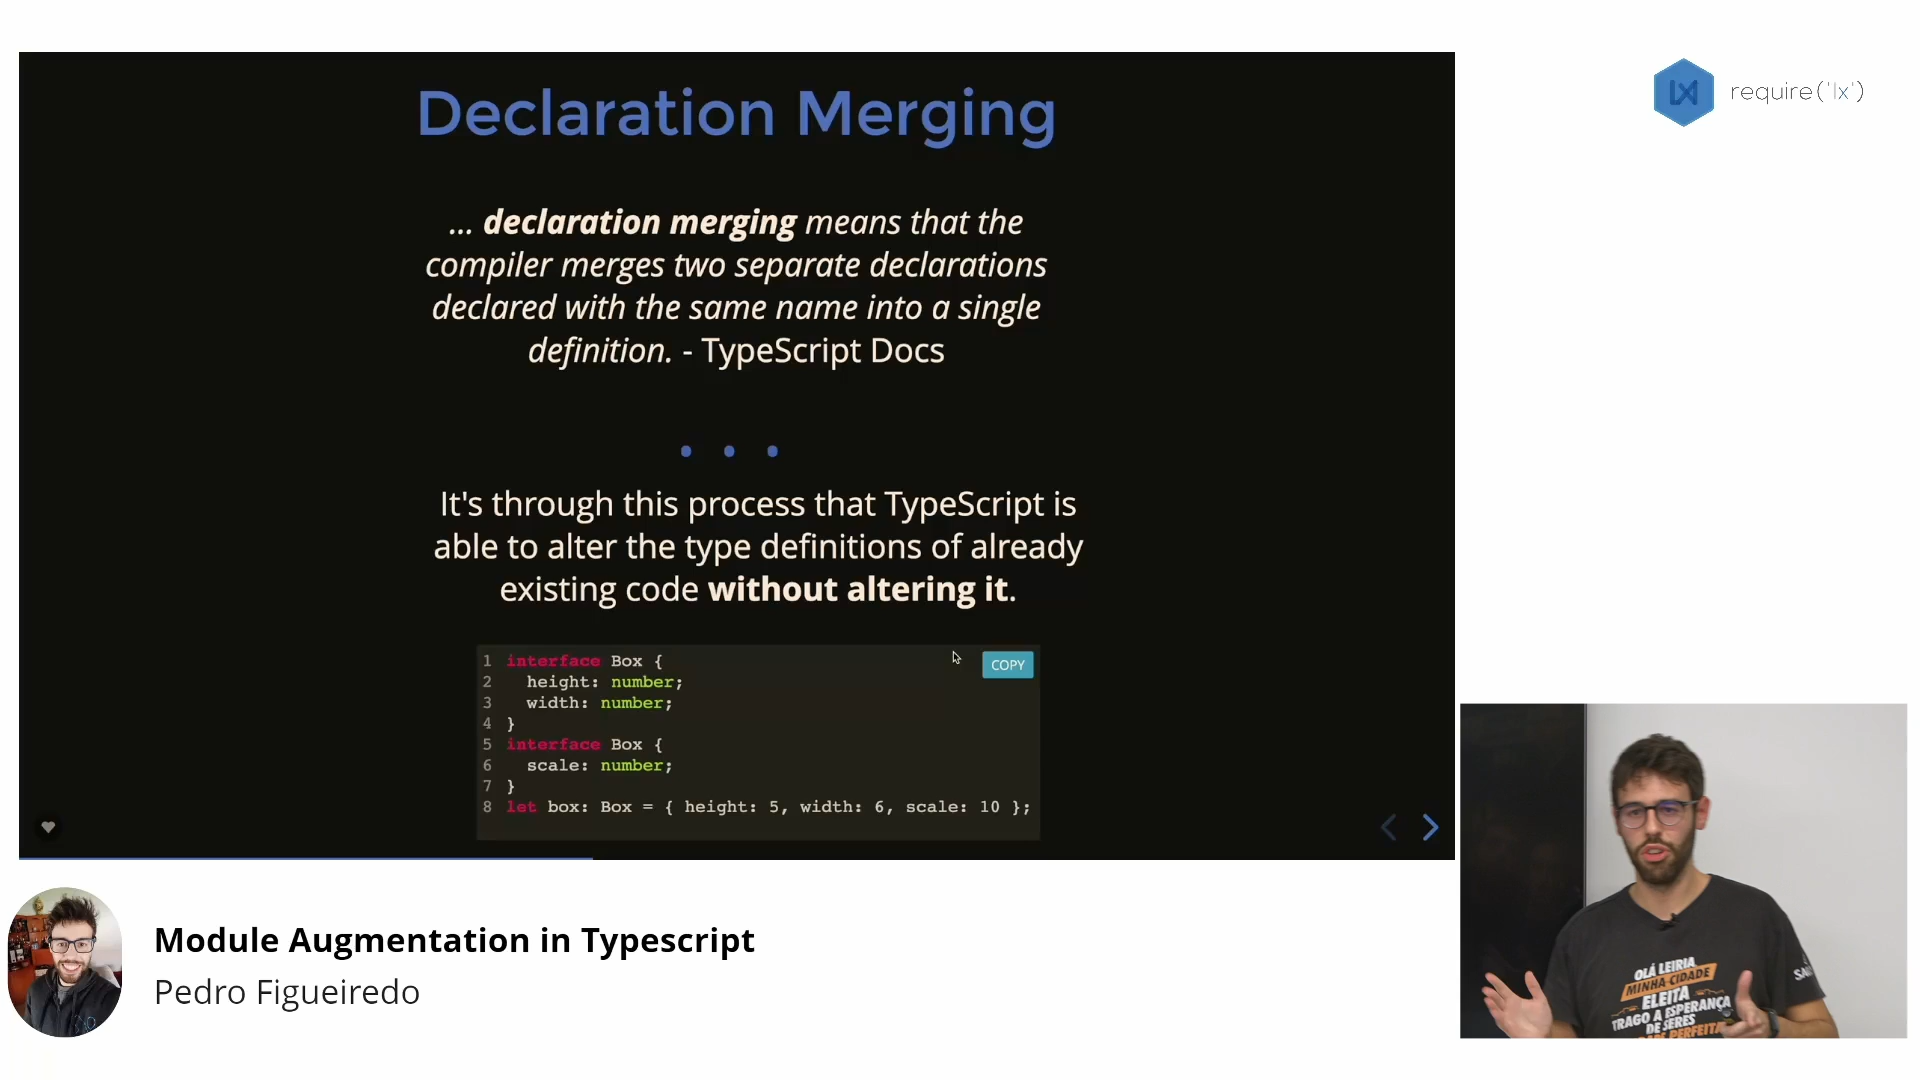 Declaration Merging
... declaration merging means that the
compiler merges two separate declarations
declared with the same name into a single
definition. - TypeScript Docs
It's through this process that TypeScript is
able to alter the type definitions of already
existing code without altering it.
COPY
1 interface Box {
2 height: number;
3 width: number;
4 }
5 interface Box {
6 scale: number;
7 }
8 let box: Box = { height: 5, width: 6, scale: 10 };
require('lx')
OLÁ LEIRIA
MINHA CIDADE
ELEITA
TRAGO A ESPERANÇA
DE SERES
PERFEITA
Module Augmentation in Typescript
Pedro Figueiredo